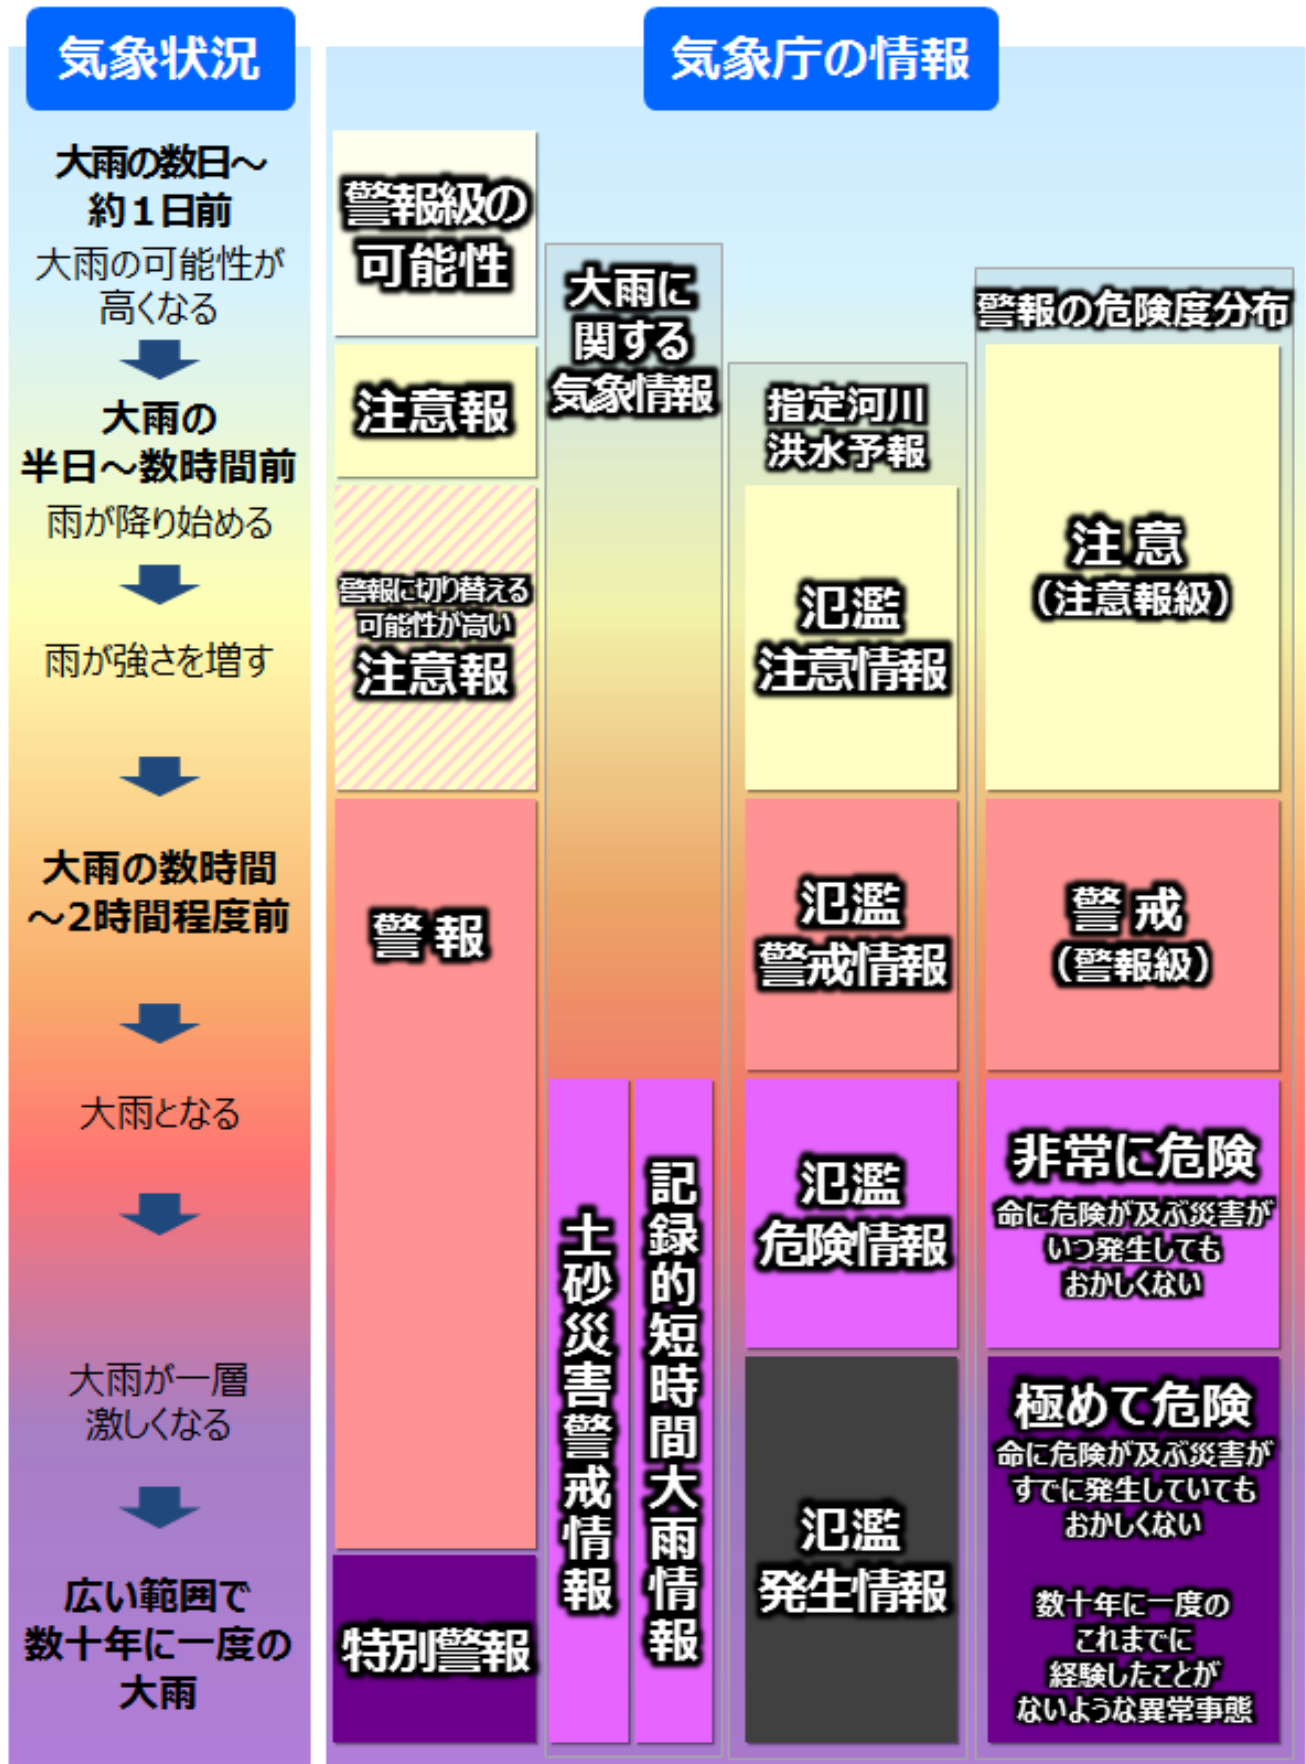 気象状況
大雨の数日～
約１日前
大雨の可能性が
高くなる
大雨の
半日～数時間前
雨が降り始める
雨が強さを増す
大雨の数時間
～2時間程度前
大雨となる
大雨が一層
激しくなる
広い範囲で
数十年に一度の
大雨
気象庁の情報
警報級の
可能性
注意報
警報に切り替える
可能性が高い
注意報
警報
特別警報
大雨に
関する
気象情報
土砂災害警戒情報
記録的短時間大雨情報
指定河川
洪水予報
氾濫
注意情報
氾濫
警戒情報
氾濫
危険情報
氾濫
発生情報
警報の危険度分布
注意
（注意報級）
警戒
（警報級）
非常に危険
命に危険が及ぶ災害が
いつ発生しても
おかしくない
極めて危険
命に危険が及ぶ災害が
すでに発生していても
おかしくない
数十年に一度の
これまでに
経験したことが
ないような異常事態